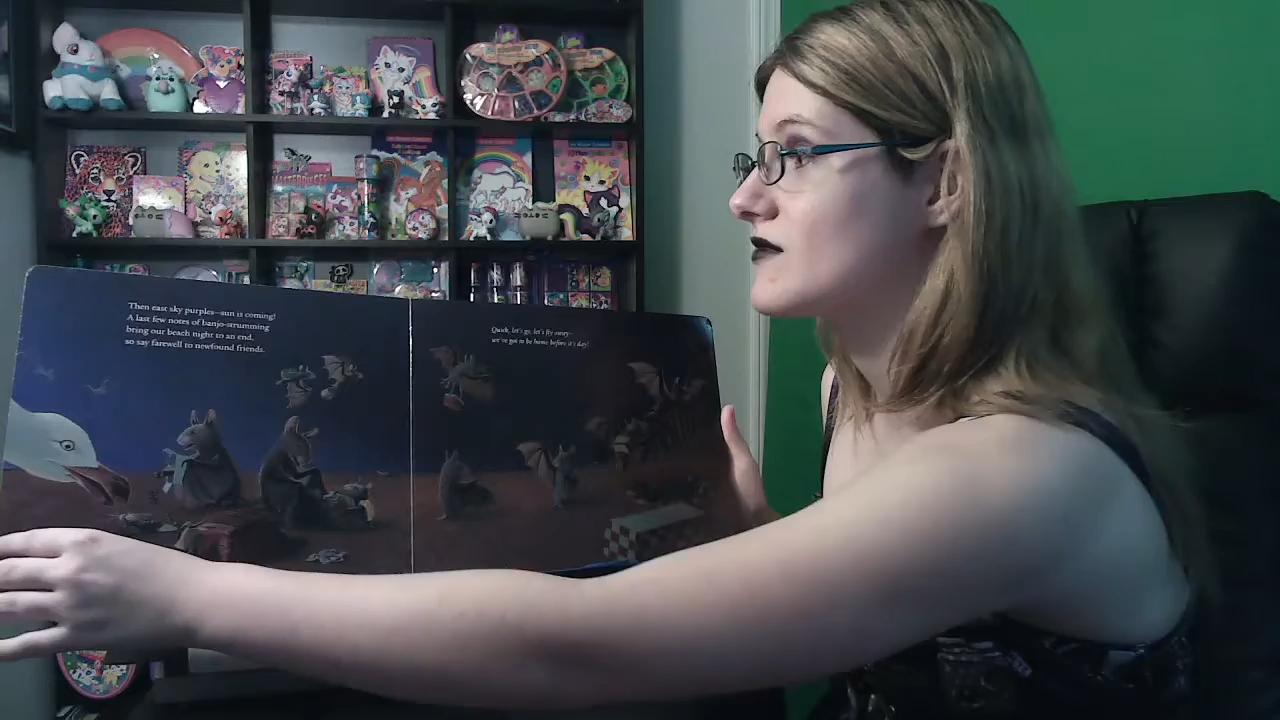 Then east sky purples—sun is coming!
A last few notes of banjo-strumming
bring our beach night to an end,
so say farewell to newfound friends.
Quick, let's go, let's fly away—
we've got to be home before it's day!